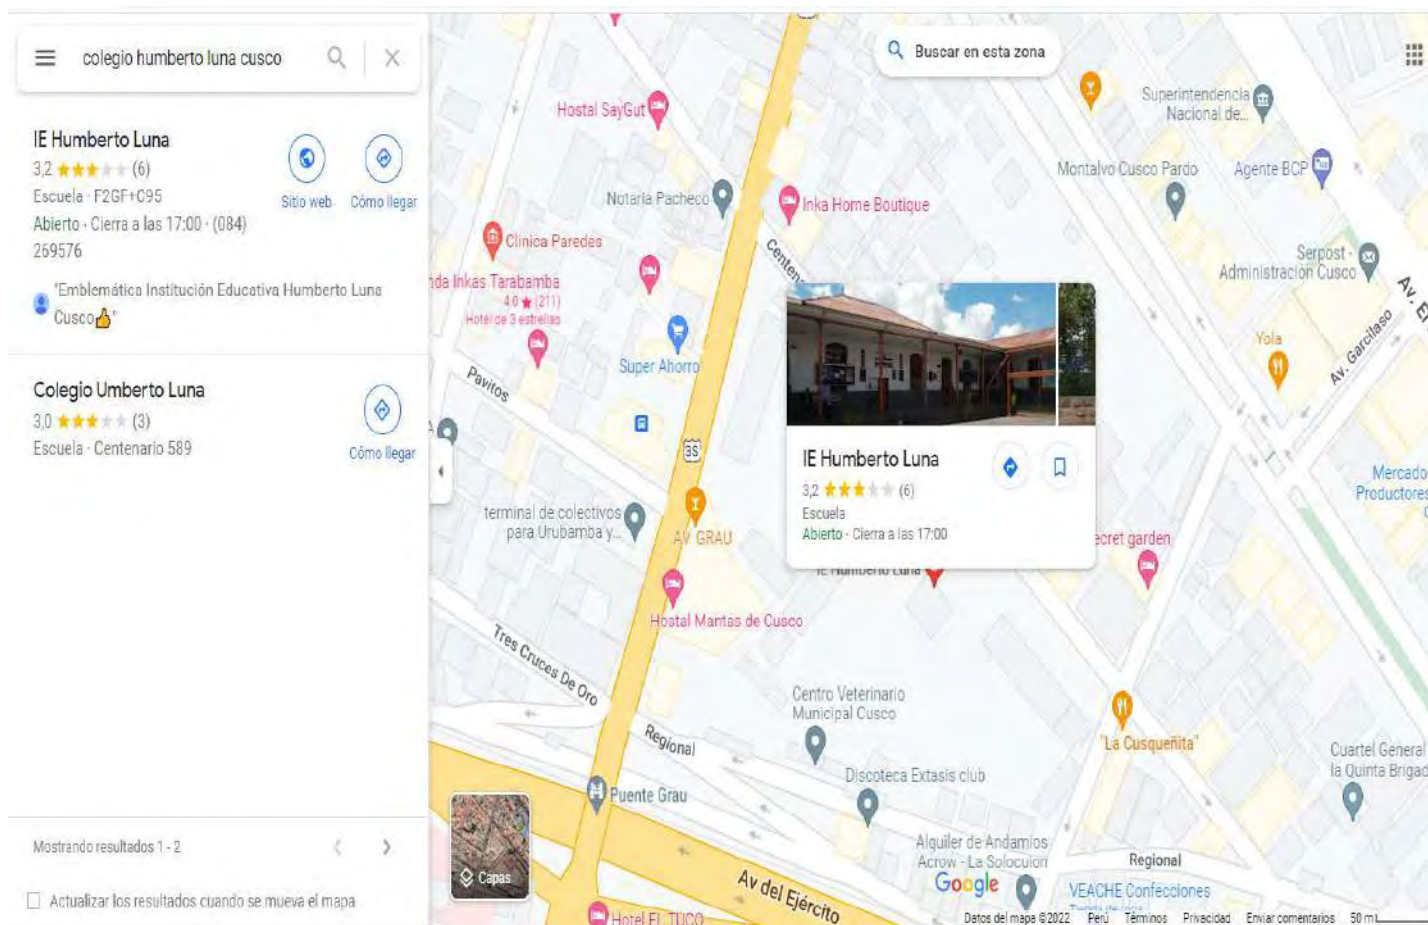 colegio humberto luna cusco
IE Humberto Luna
3,2 (6)
Escuela · F2GF+C95
Abierto · Cierra a las 17:00 · (084)
269576
Sitio web
Cómo llegar
"Emblemática Institución Educativa Humberto Luna
Cusco👍"
Colegio Umberto Luna
3,0 (3)
Escuela · Centenario 589
Cómo llegar
Mostrando resultados 1 - 2
Actualizar los resultados cuando se mueva el mapa
Buscar en esta zona
Hostal SayGut
Superintendencia
Nacional de...
Montalvo Cusco Pardo
Agente BCP
Notaria Pacheco
Inka Home Boutique
Clinica Paredes
Serpost -
Administración Cusco
nda Inkas Tarabamba
4,0 (211)
Hotel de 3 estrellas
Av. Garcilaso
Av. El
Yola
Super Ahorro
Pavitos
3S
IE Humberto Luna
3,2 (6)
Escuela
Abierto · Cierra a las 17:00
Mercado
Productores
terminal de colectivos
para Urubamba y...
AV GRAU
ecret garden
IE Humberto Luna
Hostal Mantas de Cusco
Tres Cruces De Oro
Centro Veterinario
Municipal Cusco
Regional
"La Cusqueñita"
Cuartel General
la Quinta Brigad
Discoteca Extasis club
Puente Grau
Capas
Alquiler de Andamios
Acrow - La Solocuion
Regional
Google
VEACHE Confecciones
Av del Ejército
Hotel EL TUCO
Datos del mapa ©2022 Perú Términos Privacidad Enviar comentarios 50 m